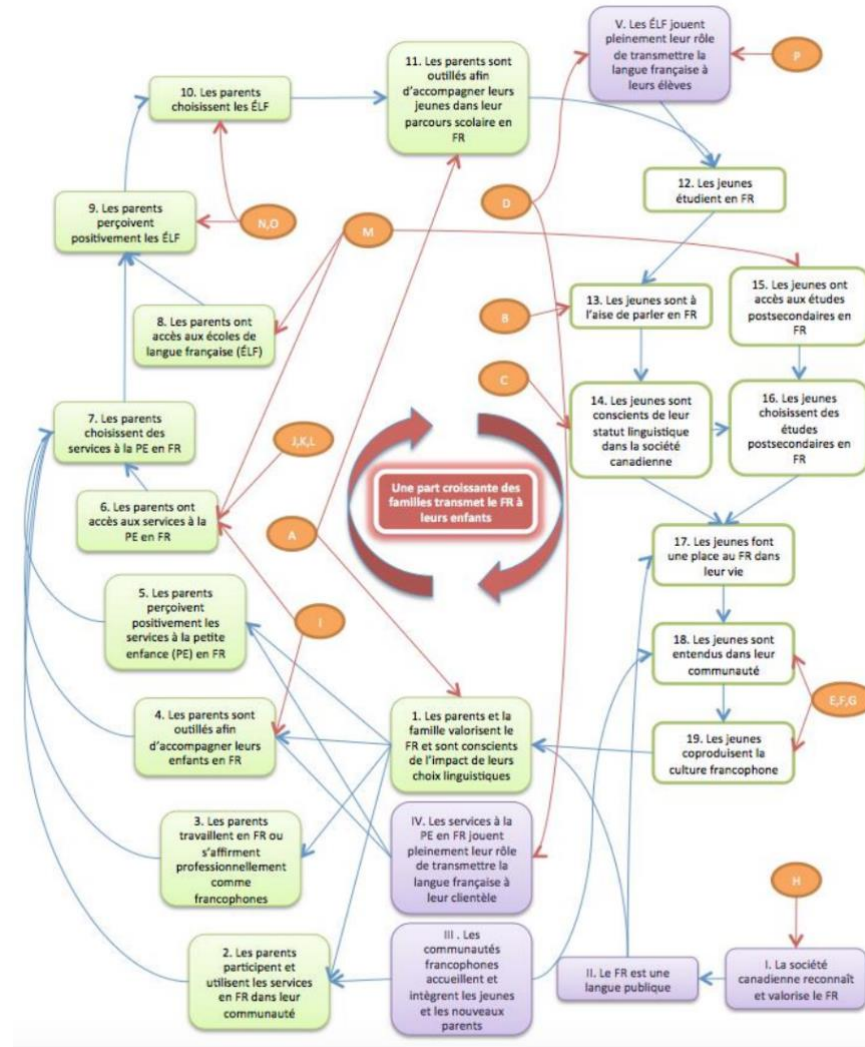 V. Les ÉLF jouent
pleinement leur rôle
de transmettre la
langue française à
leurs élèves
P
11. Les parents sont
outillés afin
d'accompagner leurs
jeunes dans leur
parcours scolaire en
FR
10. Les parents
choisissent les ÉLF
12. Les jeunes
étudient en FR
D
9. Les parents
perçoivent
positivement les ÉLF
N,O
M
15. Les jeunes ont
accès aux études
postsecondaires en
FR
13. Les jeunes sont à
l'aise de parler en FR
B
8. Les parents ont
accès aux écoles de
langue française (ÉLF)
C
7. Les parents
choisissent des
services à la PE en FR
14. Les jeunes sont
conscients de leur
statut linguistique
dans la société
canadienne
16. Les jeunes
choisissent des
études
postsecondaires en
FR
J,K,L
Une part croissante des
familles transmet le FR à
leurs enfants
6. Les parents ont
accès aux services à la
PE en FR
A
17. Les jeunes font
une place au FR dans
leur vie
5. Les parents
perçoivent
positivement les
services à la petite
enfance (PE) en FR
I
18. Les jeunes sont
entendus dans leur
communauté
E,F,G
4. Les parents sont
outillés afin
d'accompagner leurs
enfants en FR
1. Les parents et la
famille valorisent le
FR et sont conscients
de l'impact de leurs
choix linguistiques
19. Les jeunes
coproduisent la
culture francophone
3. Les parents
travaillent en FR ou
s'affirment
professionnellement
comme
francophones
IV. Les services à la
PE en FR jouent
pleinement leur rôle
de transmettre la
langue française à
leur clientèle
H
2. Les parents
participent et
utilisent les services
en FR dans leur
communauté
III . Les
communautés
francophones
accueillent et
intègrent les jeunes
et les nouveaux
parents
II. Le FR est une
langue publique
I. La société
canadienne reconnaît
et valorise le FR